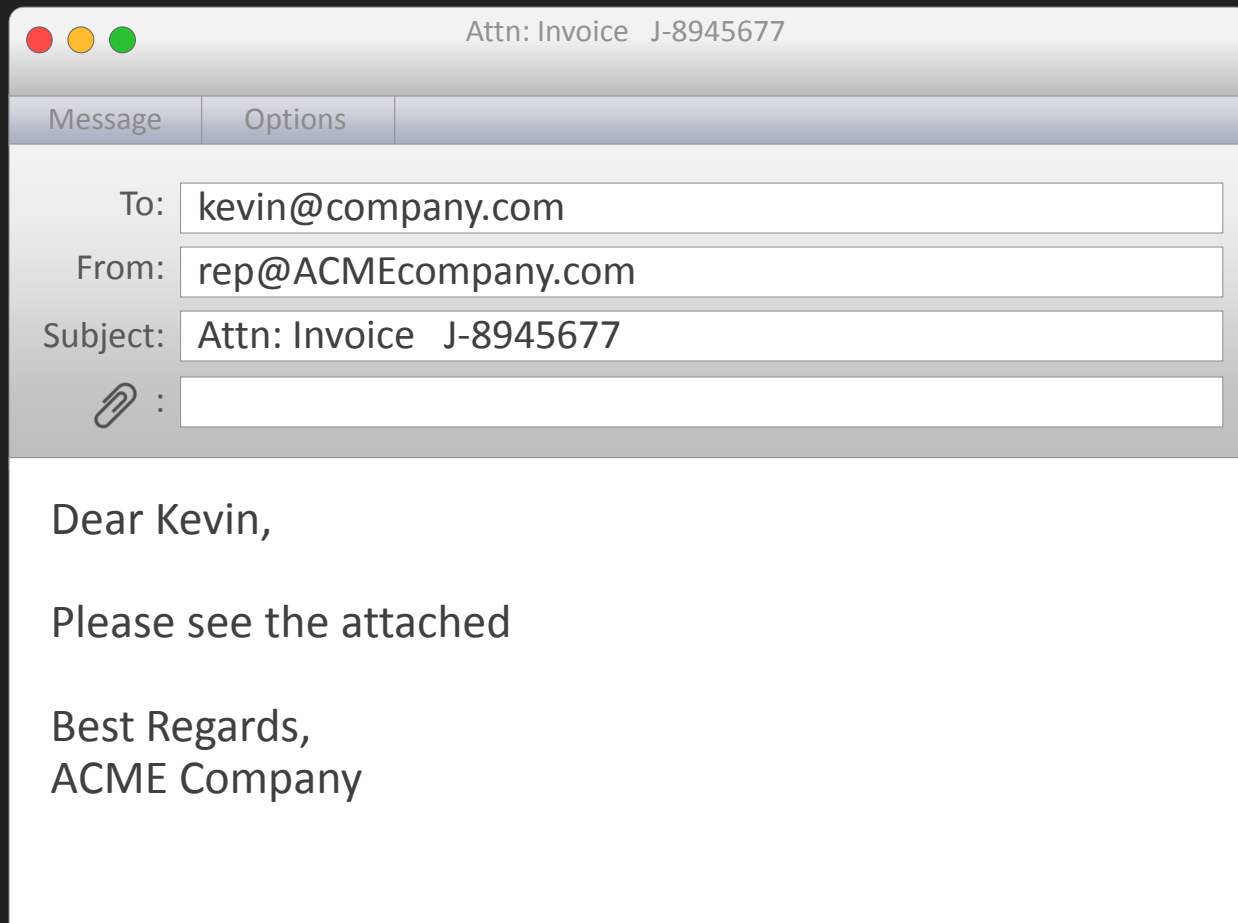 Attn: Invoice   J-8945677
Message Options
To: kevin@company.com
From: rep@ACMEcompany.com
Subject: Attn: Invoice   J-8945677
:
Dear Kevin,
Please see the attached
Best Regards,
ACME Company